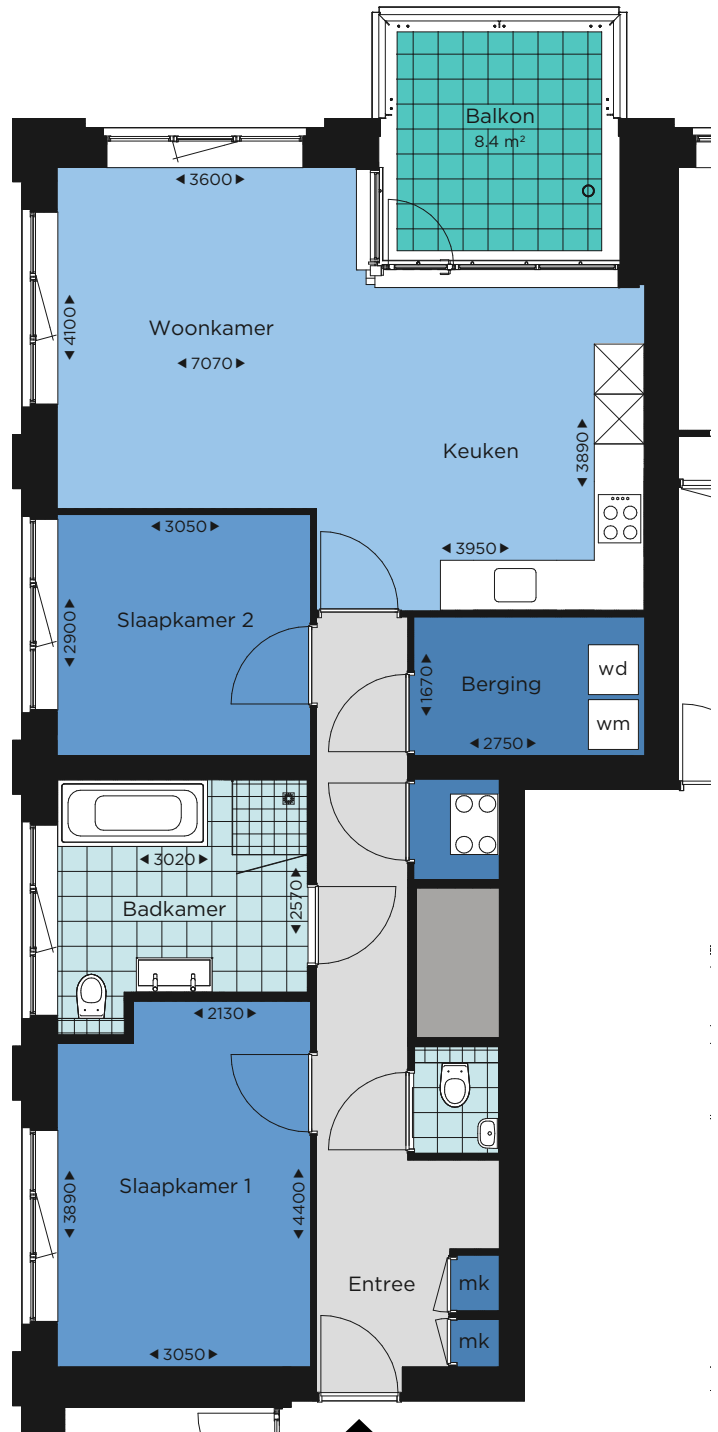 Balkon
8.4 m²
3600
4100
Woonkamer
7070
Keuken
3890
3950
3050
Slaapkamer 2
2900
1670
Berging
wd
wm
2750
3020
2570
Badkamer
2130
Slaapkamer 1
3890
4400
Entree
mk
mk
3050